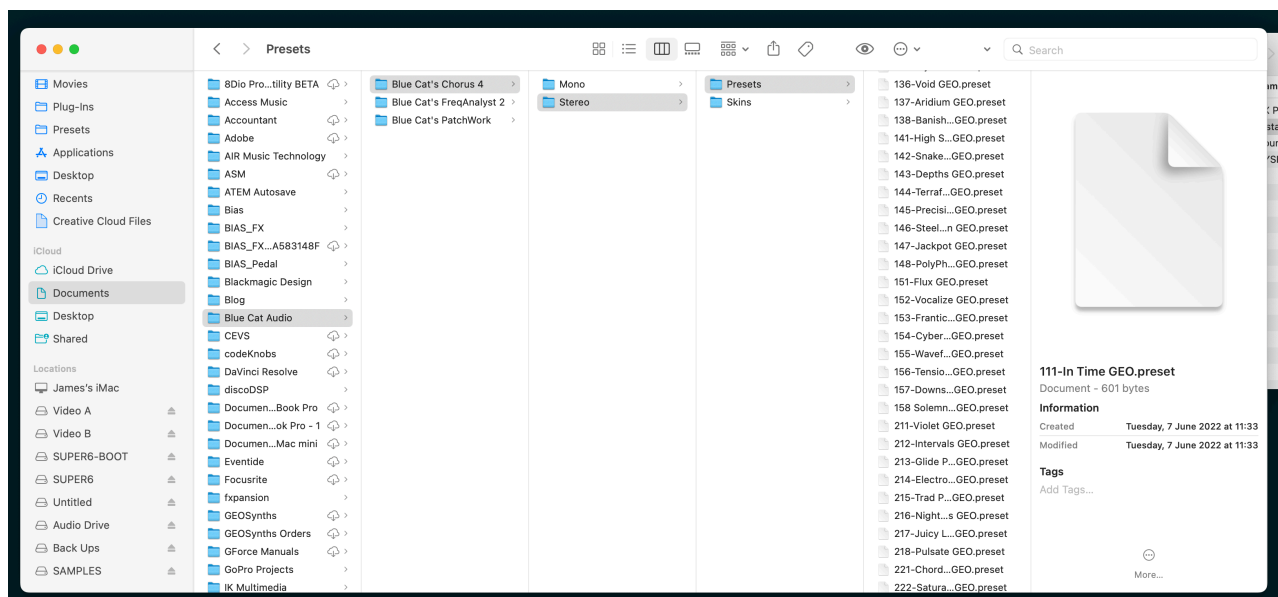 Presets
Search
Movies
Plug-Ins
Presets
Applications
Desktop
Recents
Creative Cloud Files
iCloud
iCloud Drive
Documents
Desktop
Shared
Locations
James's iMac
Video A
Video B
SUPER6-BOOT
SUPER6
Untitled
Audio Drive
Back Ups
SAMPLES
8Dio Pro...tility BETA
Access Music
Accountant
Adobe
AIR Music Technology
ASM
ATEM Autosave
Bias
BIAS_FX
BIAS_FX...A583148F
BIAS_Pedal
Blackmagic Design
Blog
Blue Cat Audio
CEVS
codeKnobs
DaVinci Resolve
discoDSP
Documen...Book Pro
Documen...ok Pro - 1
Documen...Mac mini
Eventide
Focusrite
fxpansion
GEOSynths
GEOSynths Orders
GForce Manuals
GoPro Projects
IK Multimedia
Blue Cat's Chorus 4
Blue Cat's FreqAnalyst 2
Blue Cat's PatchWork
Mono
Stereo
Presets
Skins
136-Void GEO.preset
137-Aridium GEO.preset
138-Banish...GEO.preset
141-High S...GEO.preset
142-Snake...GEO.preset
143-Depths GEO.preset
144-Terraf...GEO.preset
145-Precisi...GEO.preset
146-Steel...n GEO.preset
147-Jackpot GEO.preset
148-PolyPh...GEO.preset
151-Flux GEO.preset
152-Vocalize GEO.preset
153-Frantic...GEO.preset
154-Cyber...GEO.preset
155-Wavef...GEO.preset
156-Tensio...GEO.preset
157-Downs...GEO.preset
158 Solemn...GEO.preset
211-Violet GEO.preset
212-Intervals GEO.preset
213-Glide P...GEO.preset
214-Electro...GEO.preset
215-Trad P...GEO.preset
216-Night...s GEO.preset
217-Juicy L...GEO.preset
218-Pulsate GEO.preset
221-Chord...GEO.preset
222-Satura...GEO.preset
111-In Time GEO.preset
Document - 601 bytes
Information
Created Tuesday, 7 June 2022 at 11:33
Modified Tuesday, 7 June 2022 at 11:33
Tags
Add Tags...
More...